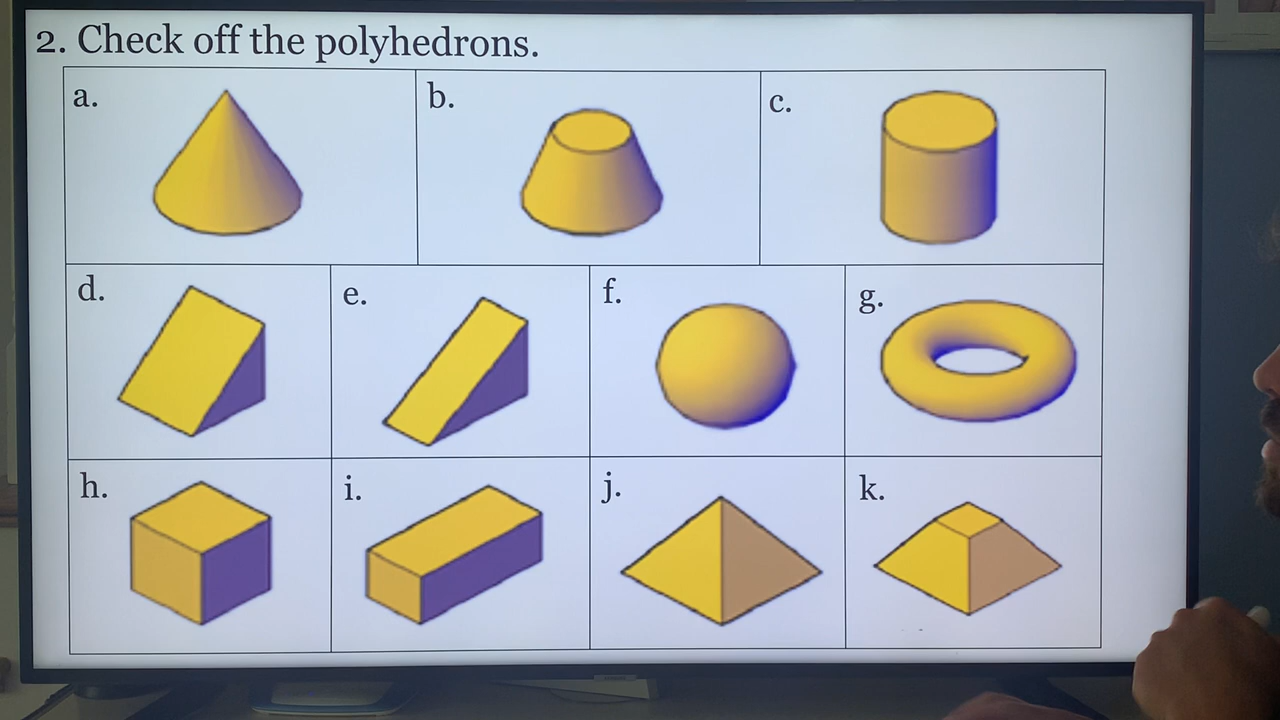 2. Check off the polyhedrons.
a.
b.
c.
d.
e.
f.
g.
h.
i.
j.
k.